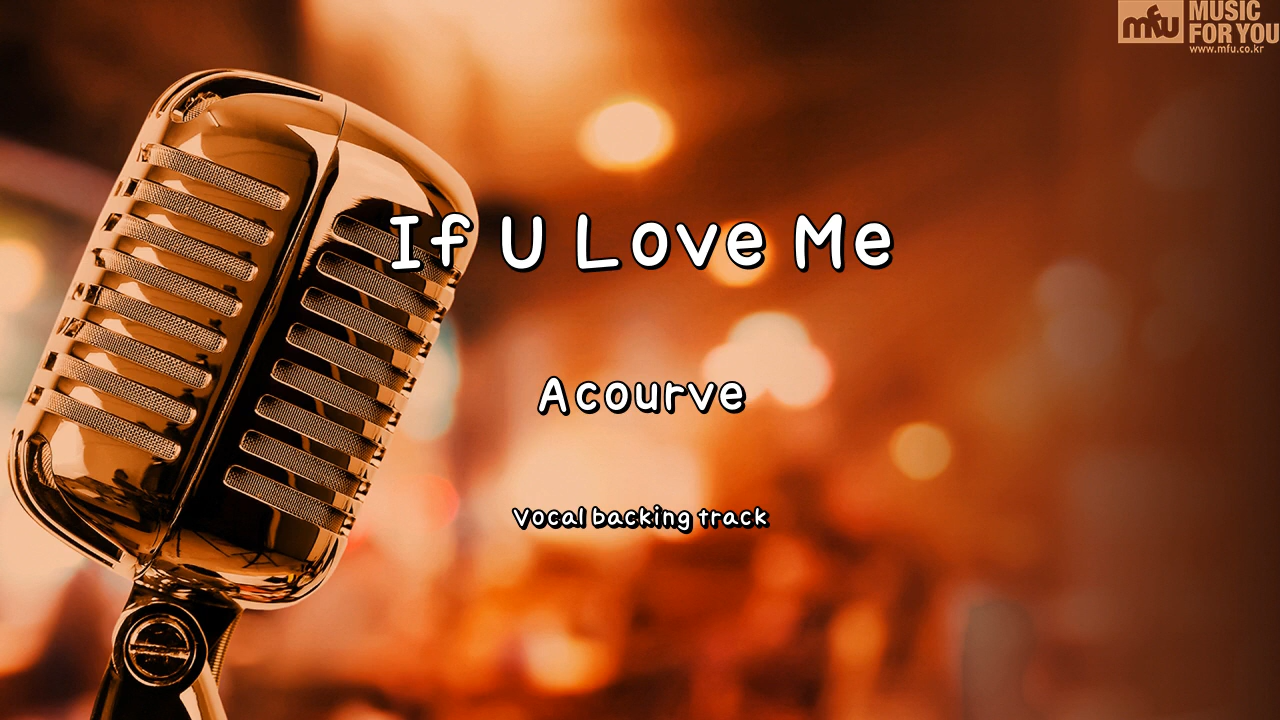 mfu
MUSIC
FOR YOU
www.mfu.co.kr
If U Love Me
Acourve
Vocal backing track